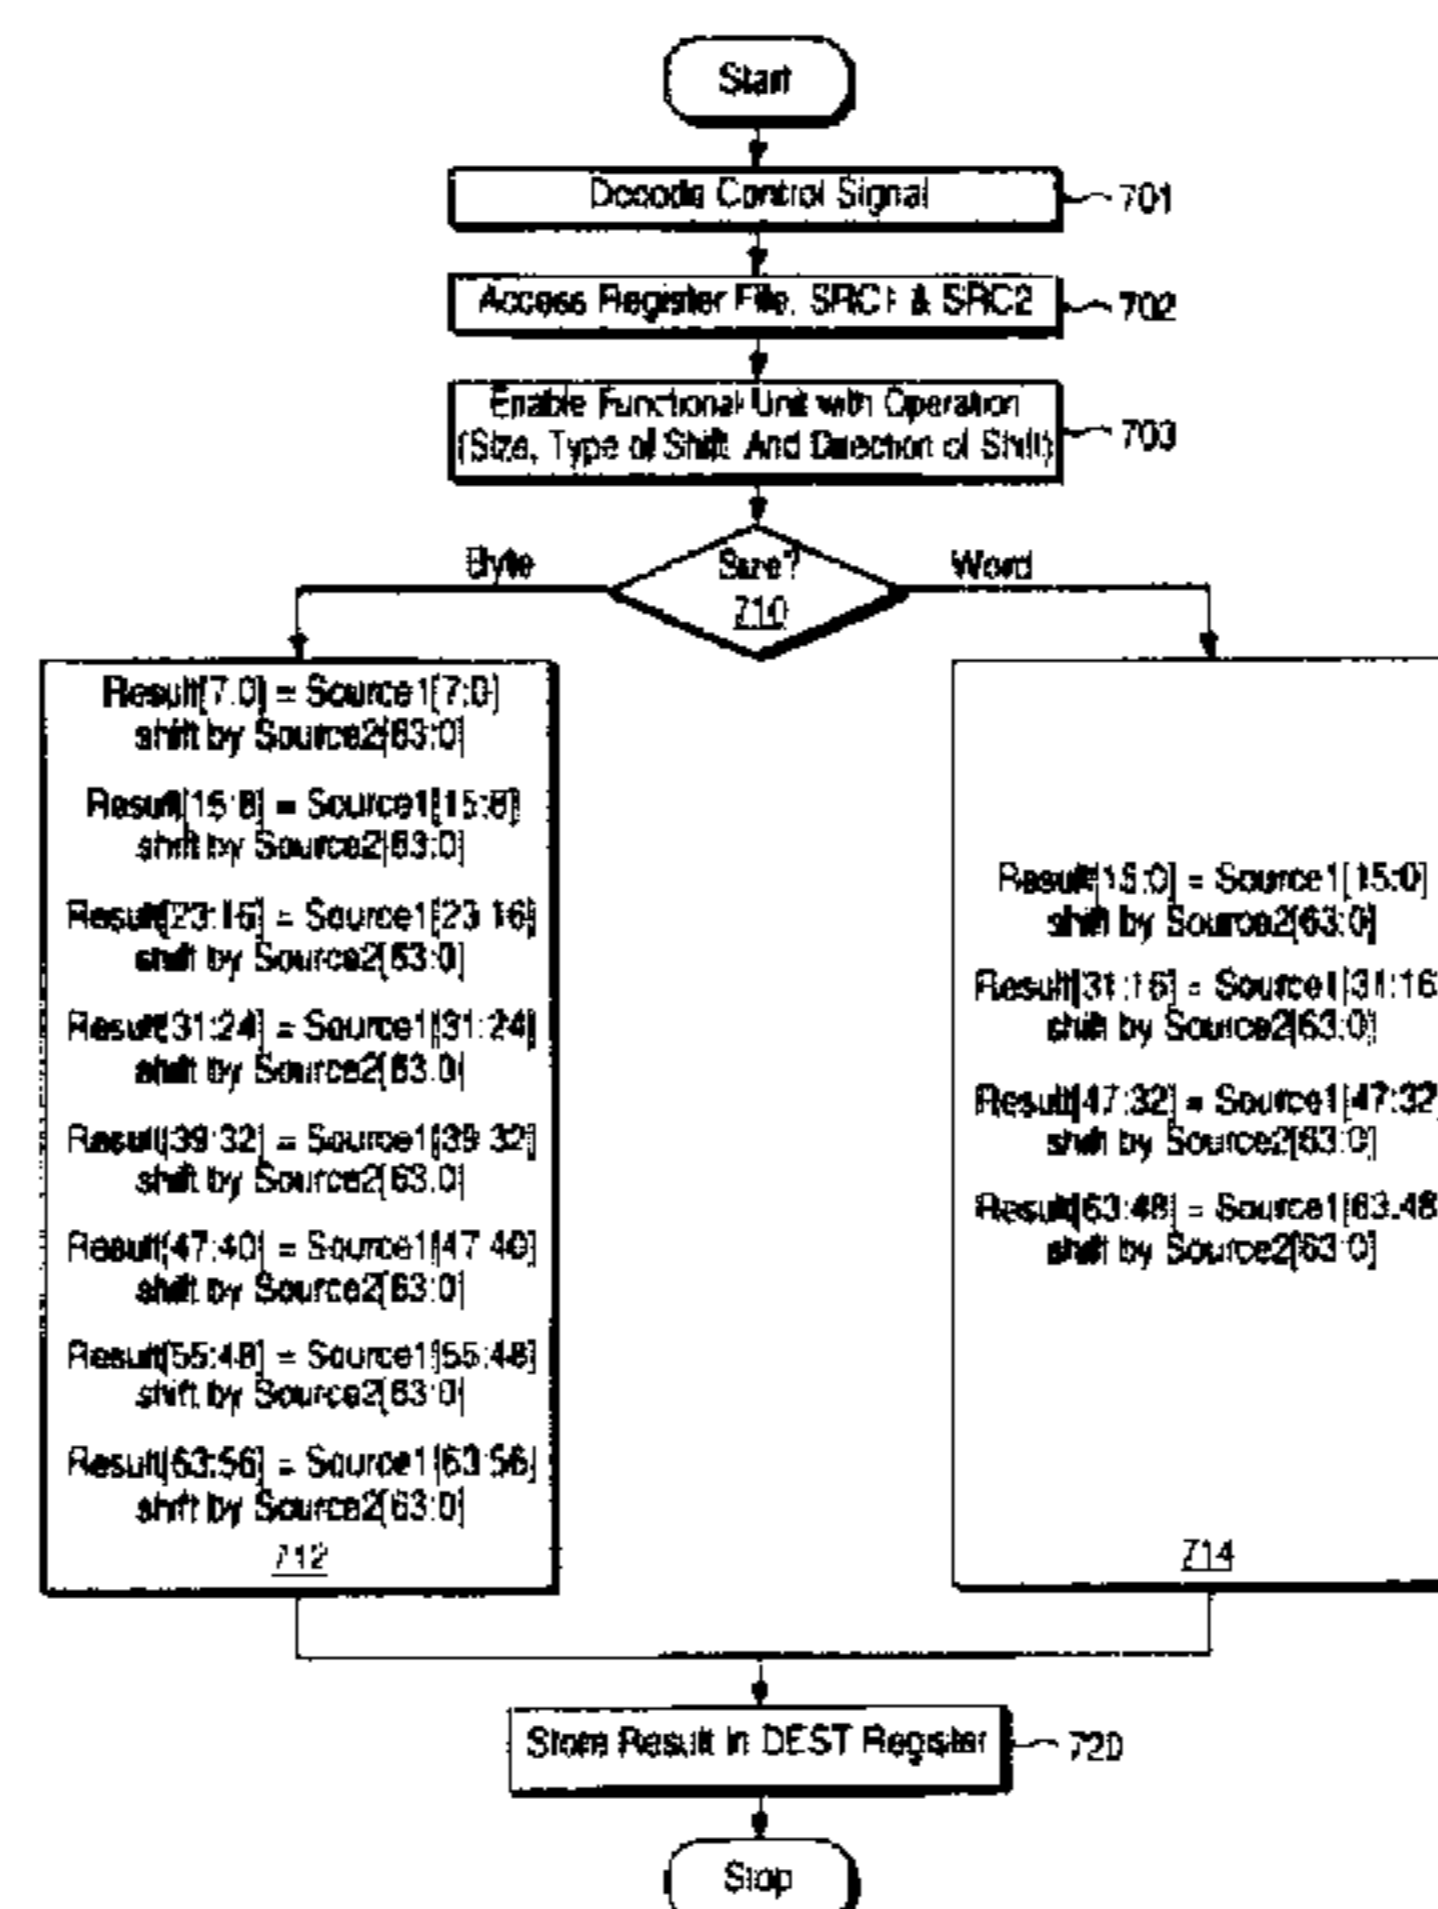 Start
Decode Control Signal
701
Access Register File, SRC1 & SRC2
702
Enable Functional Unit with Operation
(Size, Type of Shift And Direction of Shift)
703
Byte
Size?
710
Word
Result[7:0] = Source1[7:0]
shift by Source2[63:0]
Result[15:8] = Source1[15:8]
shift by Source2[63:0]
Result[23:16] = Source1[23:16]
shift by Source2[63:0]
Result[31:24] = Source1[31:24]
shift by Source2[63:0]
Result[39:32] = Source1[39:32]
shift by Source2[63:0]
Result[47:40] = Source1[47:40]
shift by Source2[63:0]
Result[55:48] = Source1[55:48]
shift by Source2[63:0]
Result[63:56] = Source1[63:56]
shift by Source2[63:0]
712
Result[15:0] = Source1[15:0]
shift by Source2[63:0]
Result[31:16] = Source1[31:16
shift by Source2[63:0]
Result[47:32] = Source1[47:32]
shift by Source2[63:0]
Result[63:48] = Source1[63:48
shift by Source2[63:0]
714
Store Result in DEST Register
720
Stop